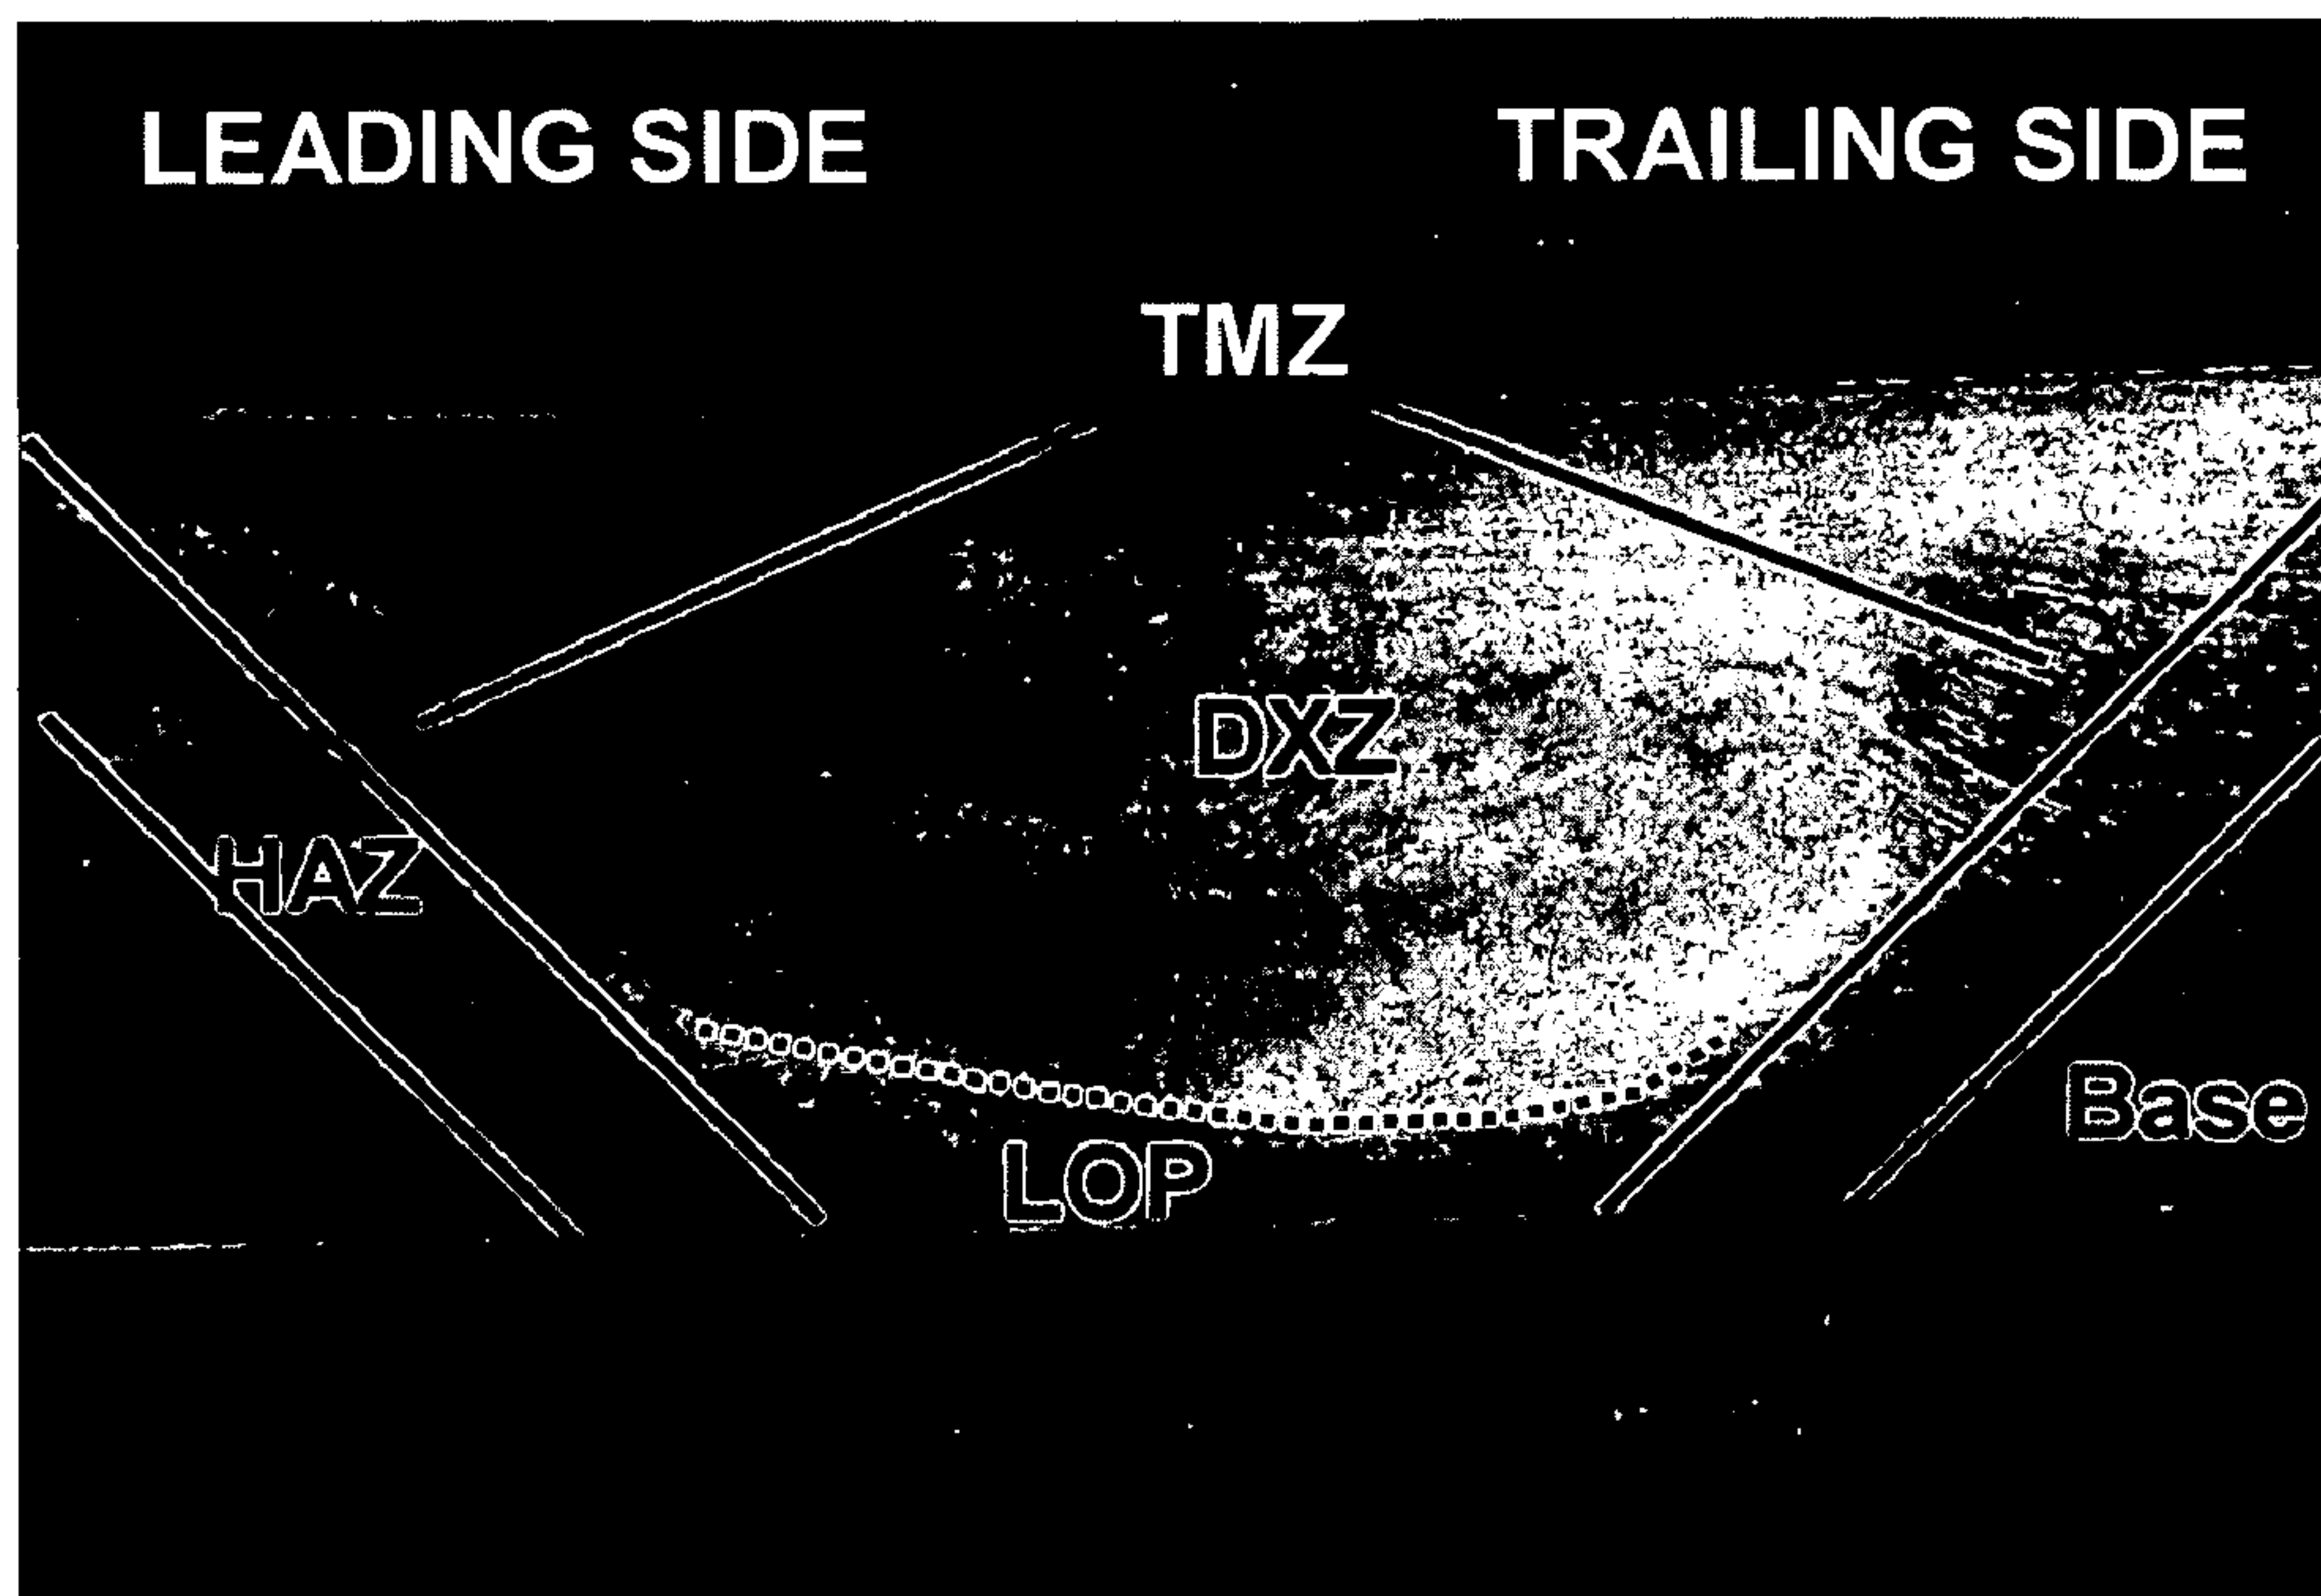 LEADING SIDE
TRAILING SIDE
TMZ
DXZ
HAZ
LOP
Base